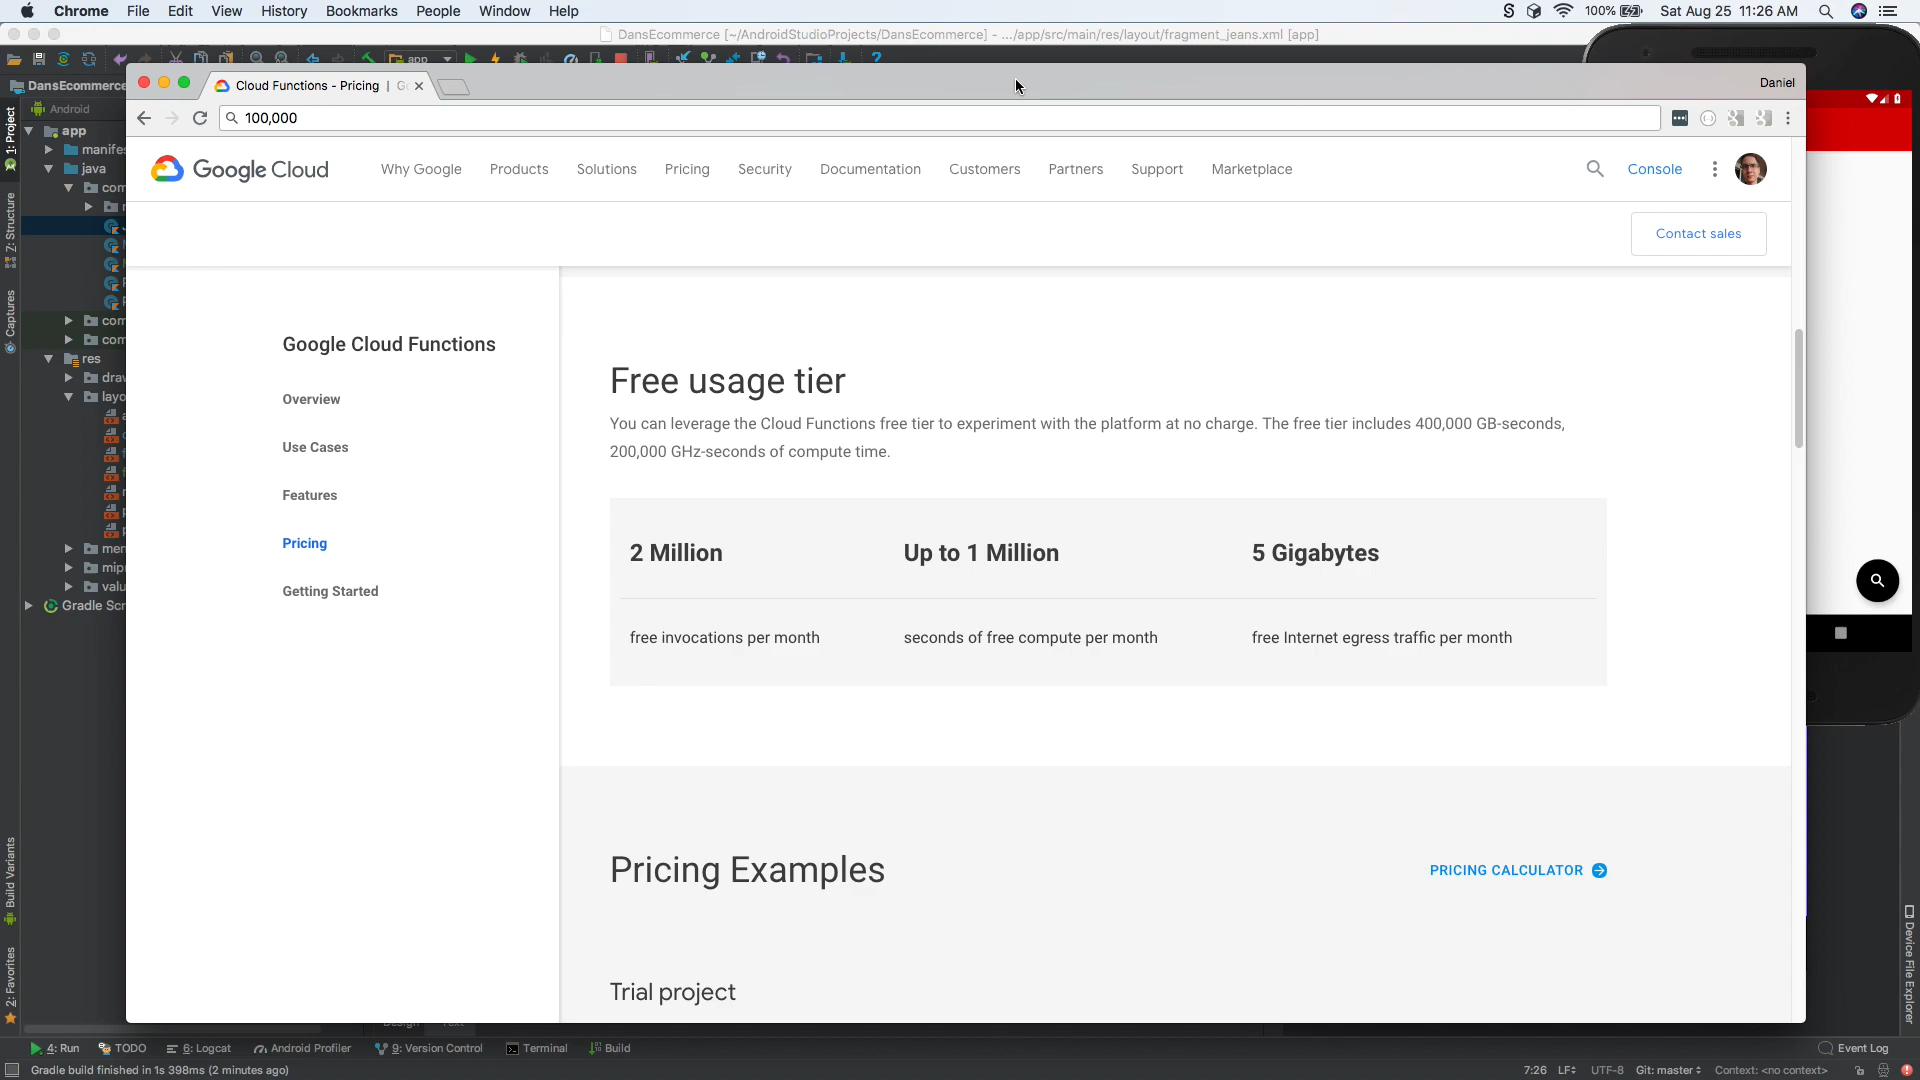 Chrome File Edit View History Bookmarks People Window Help 100% Sat Aug 25 11:26 AM
DansEcommerce [~/AndroidStudioProjects/DansEcommerce] - .../app/src/main/res/layout/fragment_jeans.xml [app]
app
DansEcommerce
Cloud Functions - Pricing |
Daniel
Android
100,000
1: Project
app
java
res
Z: Structure
Captures
Build Variants
2: Favorites
Google Cloud Why Google Products Solutions Pricing Security Documentation Customers Partners Support Marketplace Console
Contact sales
Google Cloud Functions
Overview
Use Cases
Features
Pricing
Getting Started
Free usage tier
You can leverage the Cloud Functions free tier to experiment with the platform at no charge. The free tier includes 400,000 GB-seconds,
200,000 GHz-seconds of compute time.
2 Million Up to 1 Million 5 Gigabytes
free invocations per month seconds of free compute per month free Internet egress traffic per month
Pricing Examples PRICING CALCULATOR
Trial project
Device File Explorer
4: Run TODO 6: Logcat Android Profiler 9: Version Control Terminal Build Event Log
Gradle build finished in 1s 398ms (2 minutes ago) 7:26 LF UTF-8 Git: master Context: <no context>